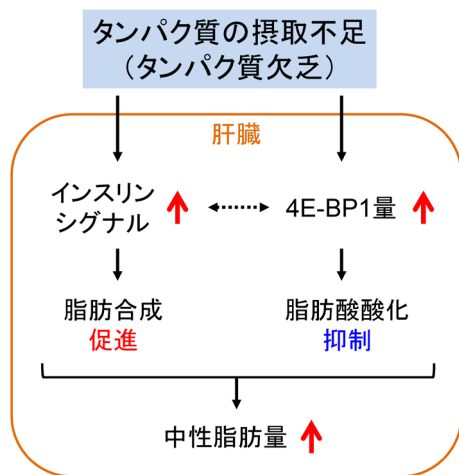 タンパク質の摂取不足
（タンパク質欠乏）
肝臓
インスリン
シグナル
4E-BP1量
脂肪合成
促進
脂肪酸酸化
抑制
中性脂肪量